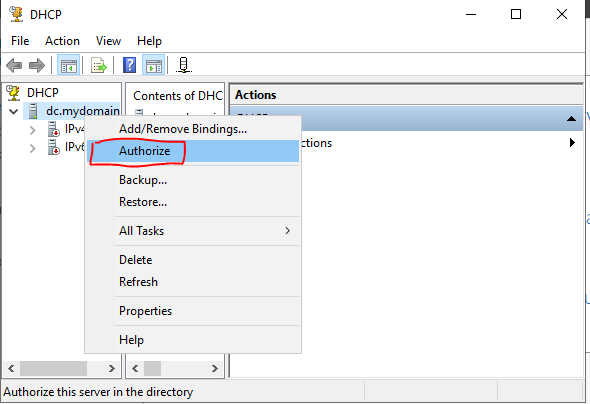 DHCP
File Action View Help
DHCP
dc.mydomain
IPv4
IPv6
Contents of DHC
Actions
Add/Remove Bindings...
Authorize
Backup...
Restore...
All Tasks
Delete
Refresh
Properties
Help
ctions
Authorize this server in the directory